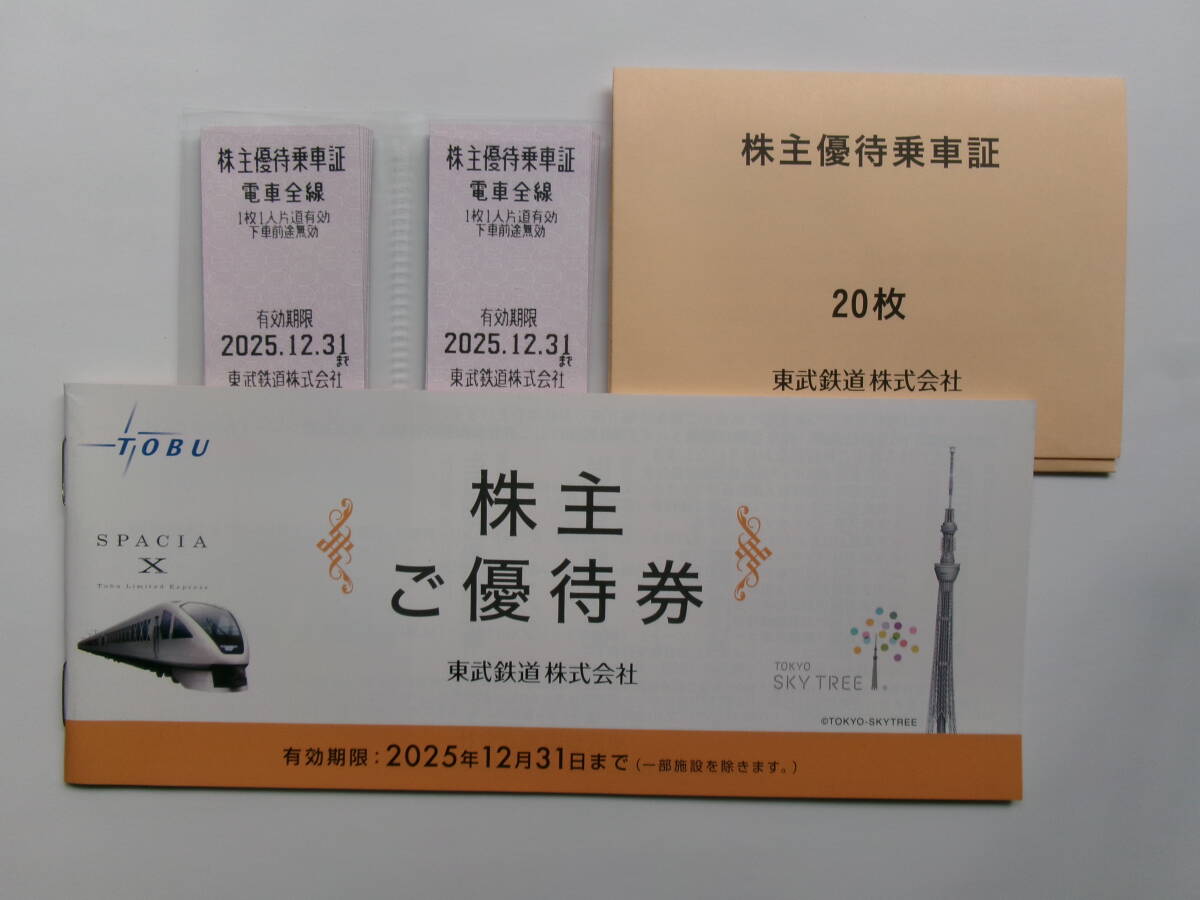 株主優待乗車証
電車全線
1枚1人片道有効
下車前途無効
有効期限
2025.12.31
まで
東武鉄道株式会社
株主優待乗車証
電車全線
1枚1人片道有効
下車前途無効
有効期限
2025.12.31
まで
東武鉄道株式会社
株主優待乗車証
20枚
東武鉄道株式会社
TOBU
SPACIA
X
Tobu Limited Express
株主
ご優待券
東武鉄道株式会社
TOKYO
SKY TREE®
©TOKYO-SKYTREE
有効期限：2025年12月31日まで（一部施設を除きます。）